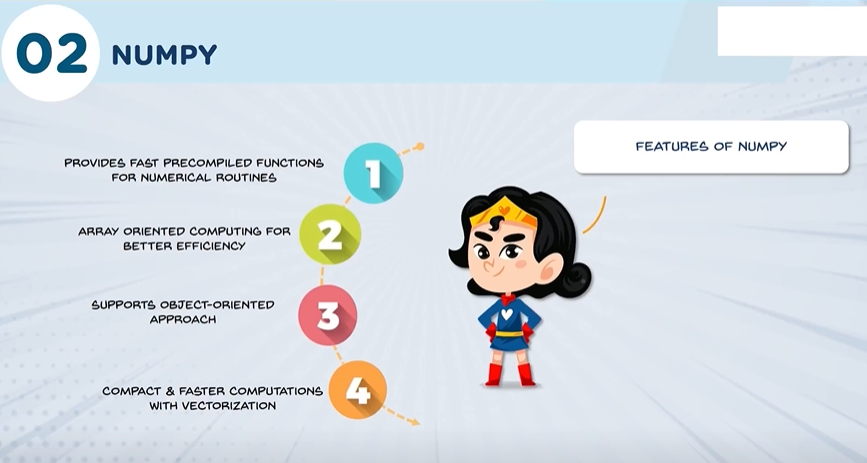 02 NUMPY
FEATURES OF NUMPY
1
PROVIDES FAST PRECOMPILED FUNCTIONS
FOR NUMERICAL ROUTINES
2
ARRAY ORIENTED COMPUTING FOR
BETTER EFFICIENCY
3
SUPPORTS OBJECT-ORIENTED
APPROACH
4
COMPACT & FASTER COMPUTATIONS
WITH VECTORIZATION